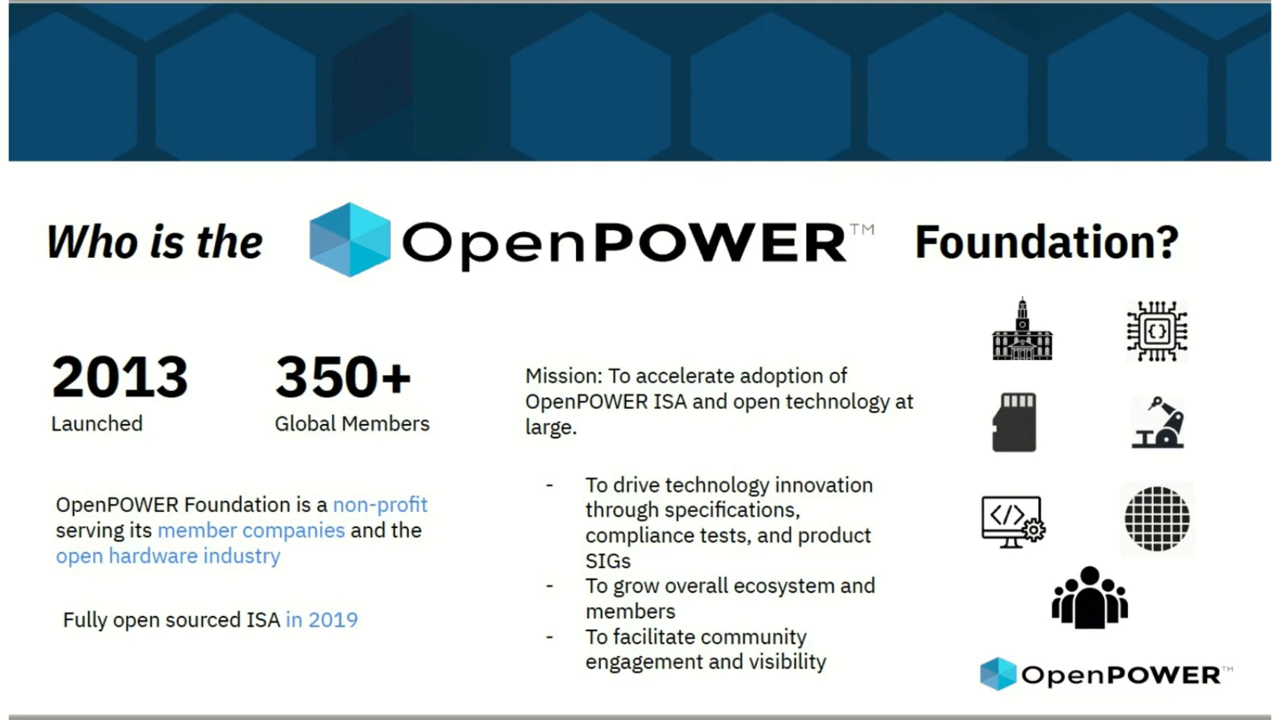 Who is the OpenPOWER™ Foundation?
2013
Launched
350+
Global Members
OpenPOWER Foundation is a non-profit
serving its member companies and the
open hardware industry
Fully open sourced ISA in 2019
Mission: To accelerate adoption of
OpenPOWER ISA and open technology at
large.
- To drive technology innovation
through specifications,
compliance tests, and product
SIGs
- To grow overall ecosystem and
members
- To facilitate community
engagement and visibility
{ }
</>
OpenPOWER™